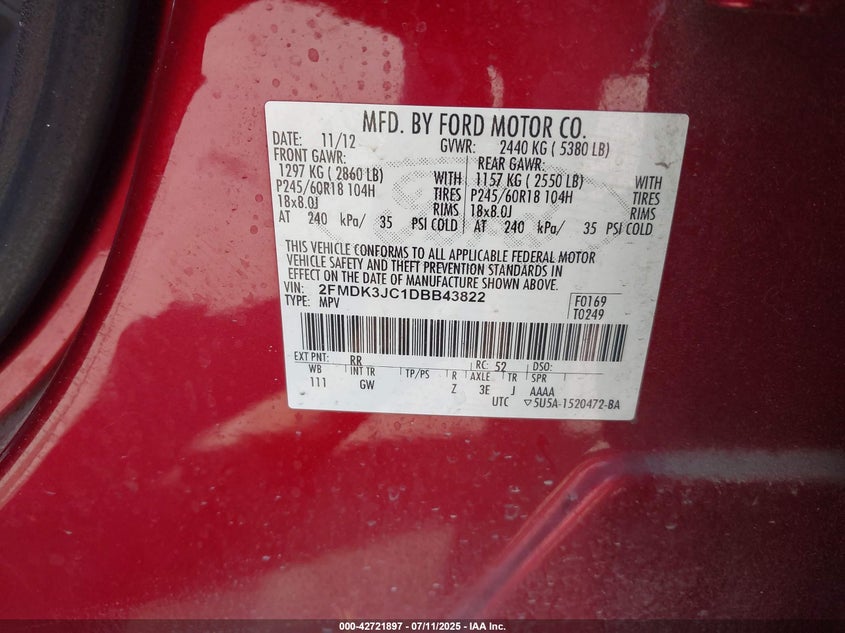 MFD. BY FORD MOTOR CO.
DATE: 11/12 GVWR: 2440 KG ( 5380 LB)
FRONT GAWR: REAR GAWR:
1297 KG ( 2860 LB) WITH 1157 KG ( 2550 LB) WITH
P245/60R18 104H TIRES P245/60R18 104H TIRES
18x8.0J RIMS 18x8.0J RIMS
AT 240 kPa/ 35 PSI COLD AT 240 kPa/ 35 PSI COLD
THIS VEHICLE CONFORMS TO ALL APPLICABLE FEDERAL MOTOR
VEHICLE SAFETY AND THEFT PREVENTION STANDARDS IN
EFFECT ON THE DATE OF MANUFACTURE SHOWN ABOVE.
VIN: 2FMDK3JC1DBB43822 F0169
TYPE: MPV T0249
EXT PNT: RR RC: 52 DSO:
WB INT TR TP/PS R AXLE TR SPR
111 GW Z 3E J AAAA
UTC ▽5U5A-1520472-BA
000-42721897 - 07/11/2025 - IAA Inc.